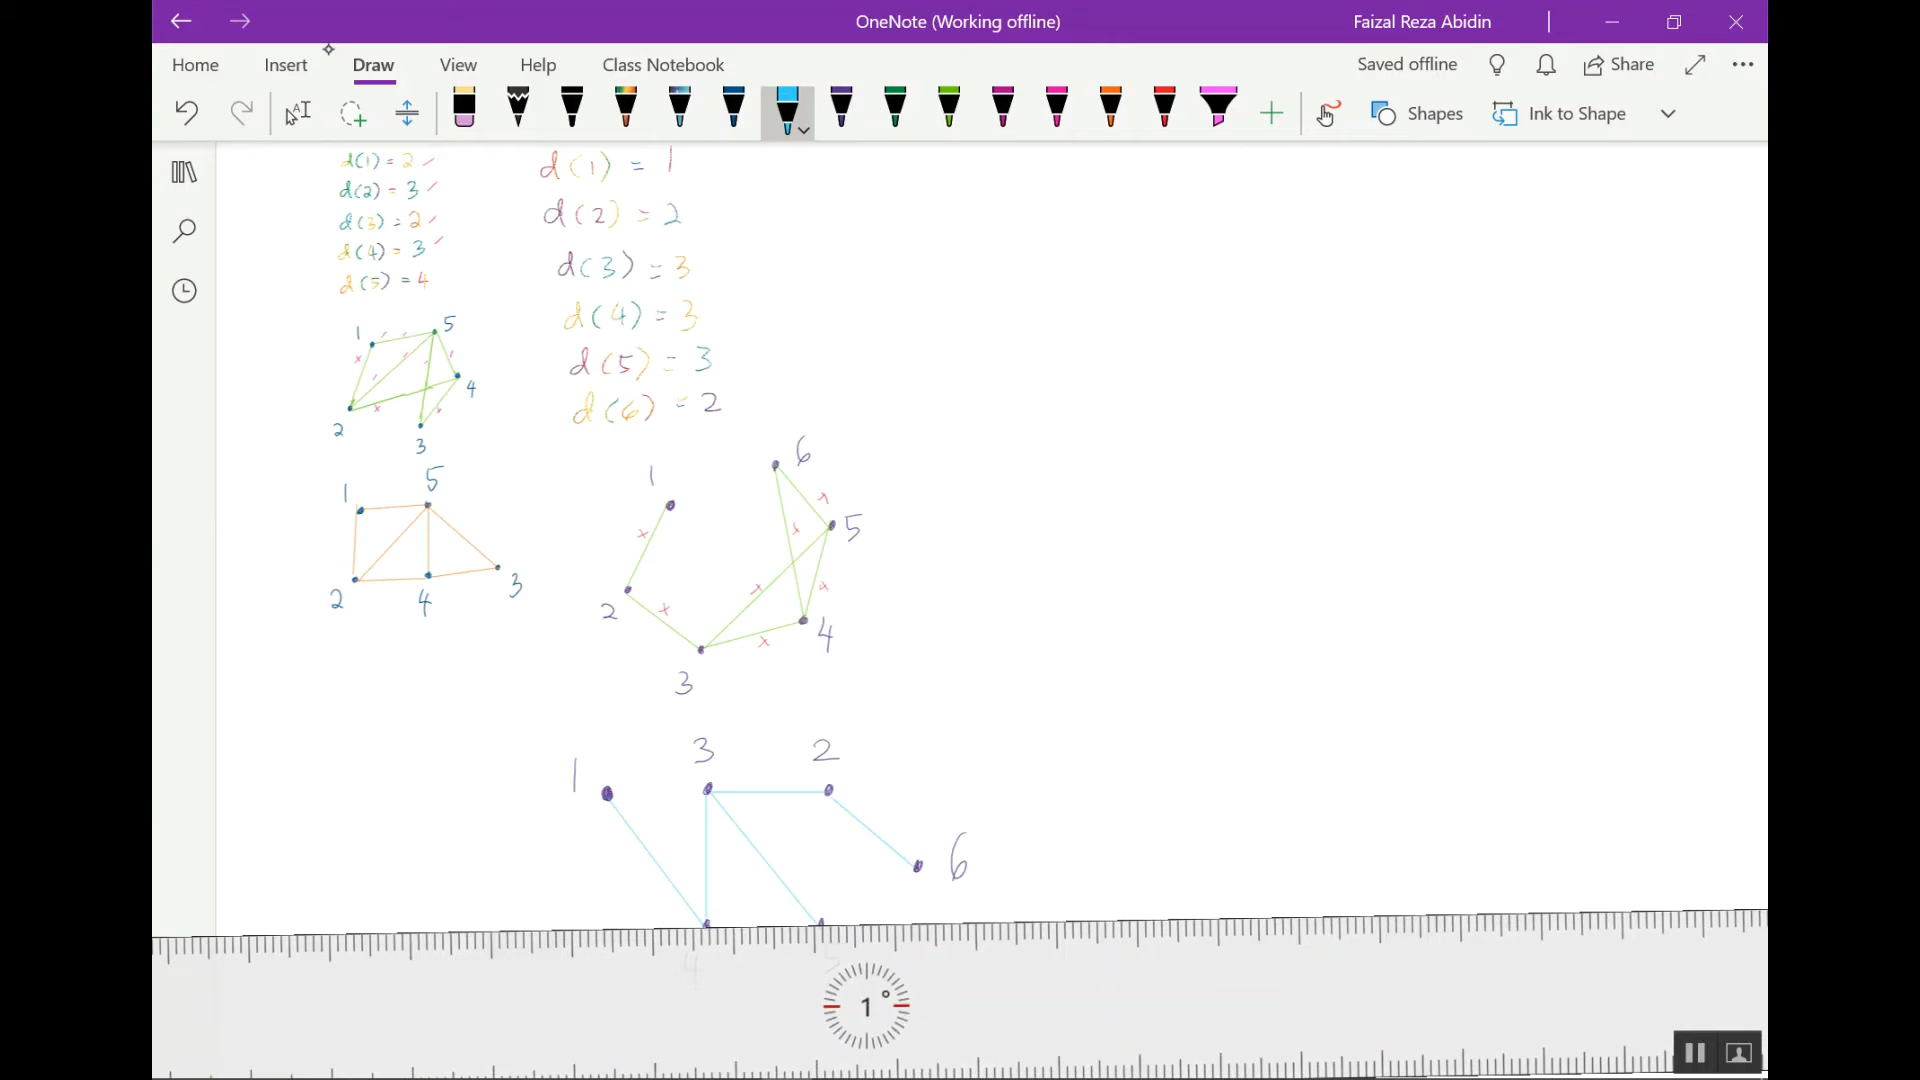 OneNote (Working offline)
Faizal Reza Abidin
Home Insert Draw View Help Class Notebook
Saved offline Share
Shapes Ink to Shape
d(1) = 2
d(2) = 3
d(3) = 2
d(4) = 3
d(5) = 4
d(1) = 1
d(2) = 2
d(3) = 3
d(4) = 3
d(5) = 3
d(6) = 2
1 5
4
2
3
1 5
2 4 3
6
1
5
2
4
3
3 2
1
6
4
1°